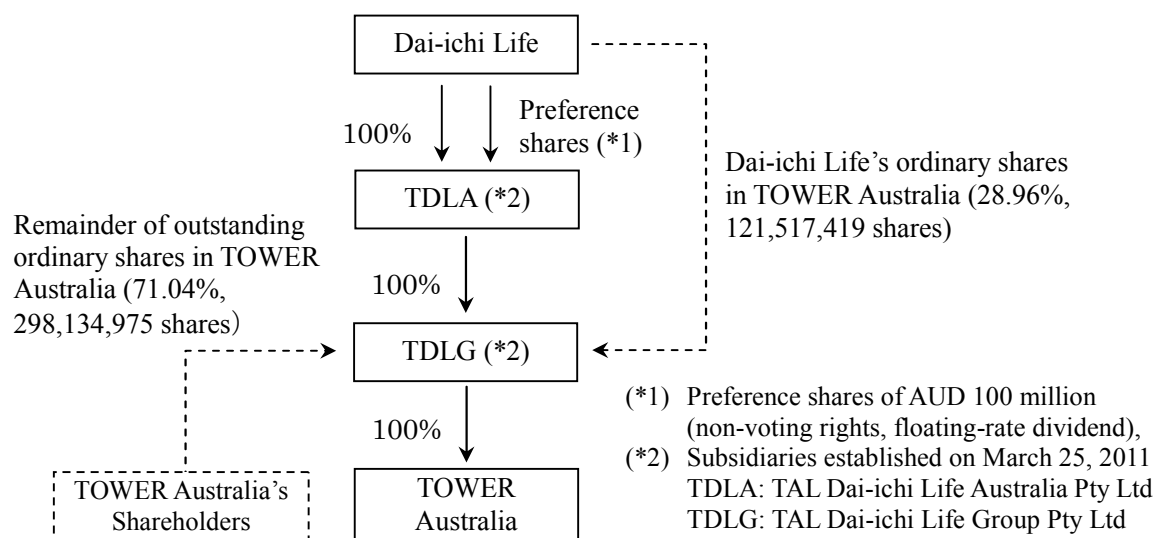 Dai-ichi Life
100%
Preference
shares (*1)
TDLA (*2)
Dai-ichi Life’s ordinary shares
in TOWER Australia (28.96%,
121,517,419 shares)
Remainder of outstanding
ordinary shares in TOWER
Australia (71.04%,
298,134,975 shares）
100%
TDLG (*2)
100%
TOWER Australia’s
Shareholders
TOWER
Australia
(*1) Preference shares of AUD 100 million
(non-voting rights, floating-rate dividend),
(*2) Subsidiaries established on March 25, 2011
TDLA: TAL Dai-ichi Life Australia Pty Ltd
TDLG: TAL Dai-ichi Life Group Pty Ltd